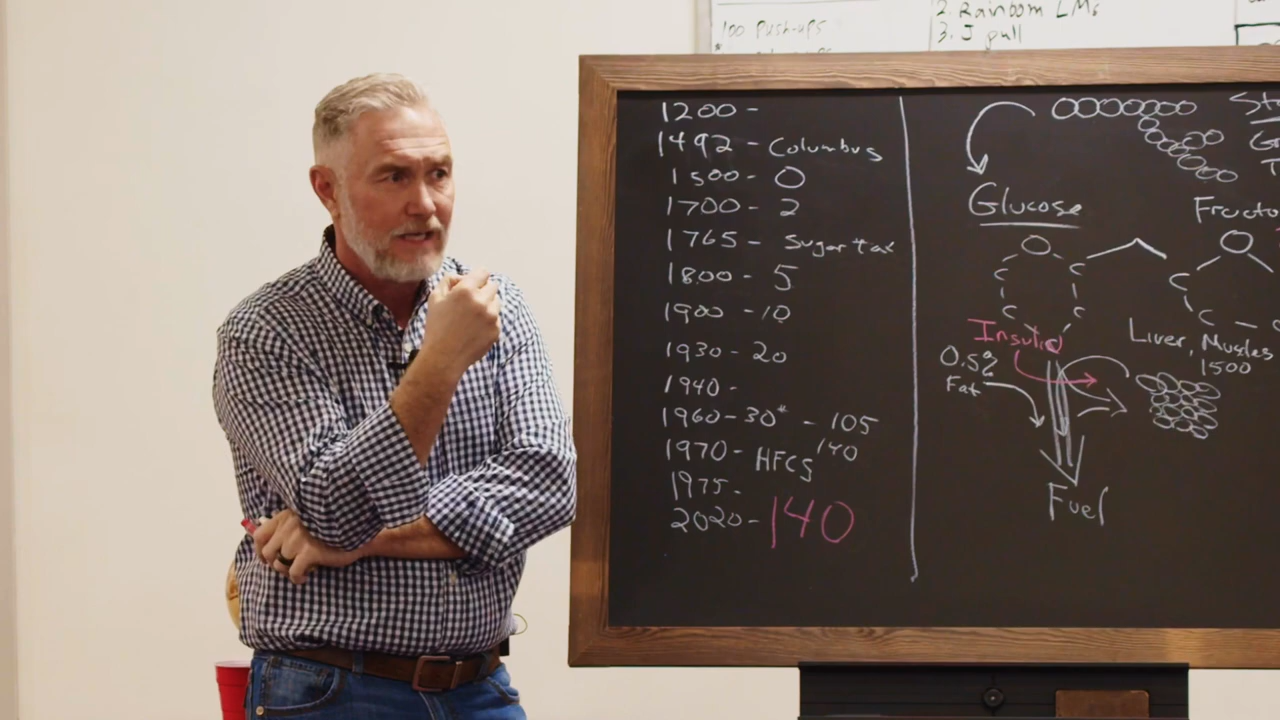 100 Push-ups
2. Rainbom LMs
3. J pull
1200 -
1492 - Columbus
1500 - 0
1700 - 2
1765 - Sugar tax
1800 - 5
1900 - 10
1930 - 20
1940 -
1960 - 30* - 105
1970 - HFCS 140
1975 -
2020 - 140
Glucose
Fructo
O
O
C
C
C
C
C
C
C
Insulin
Liver, Muscles
1500
0.5%
Fat
Fuel